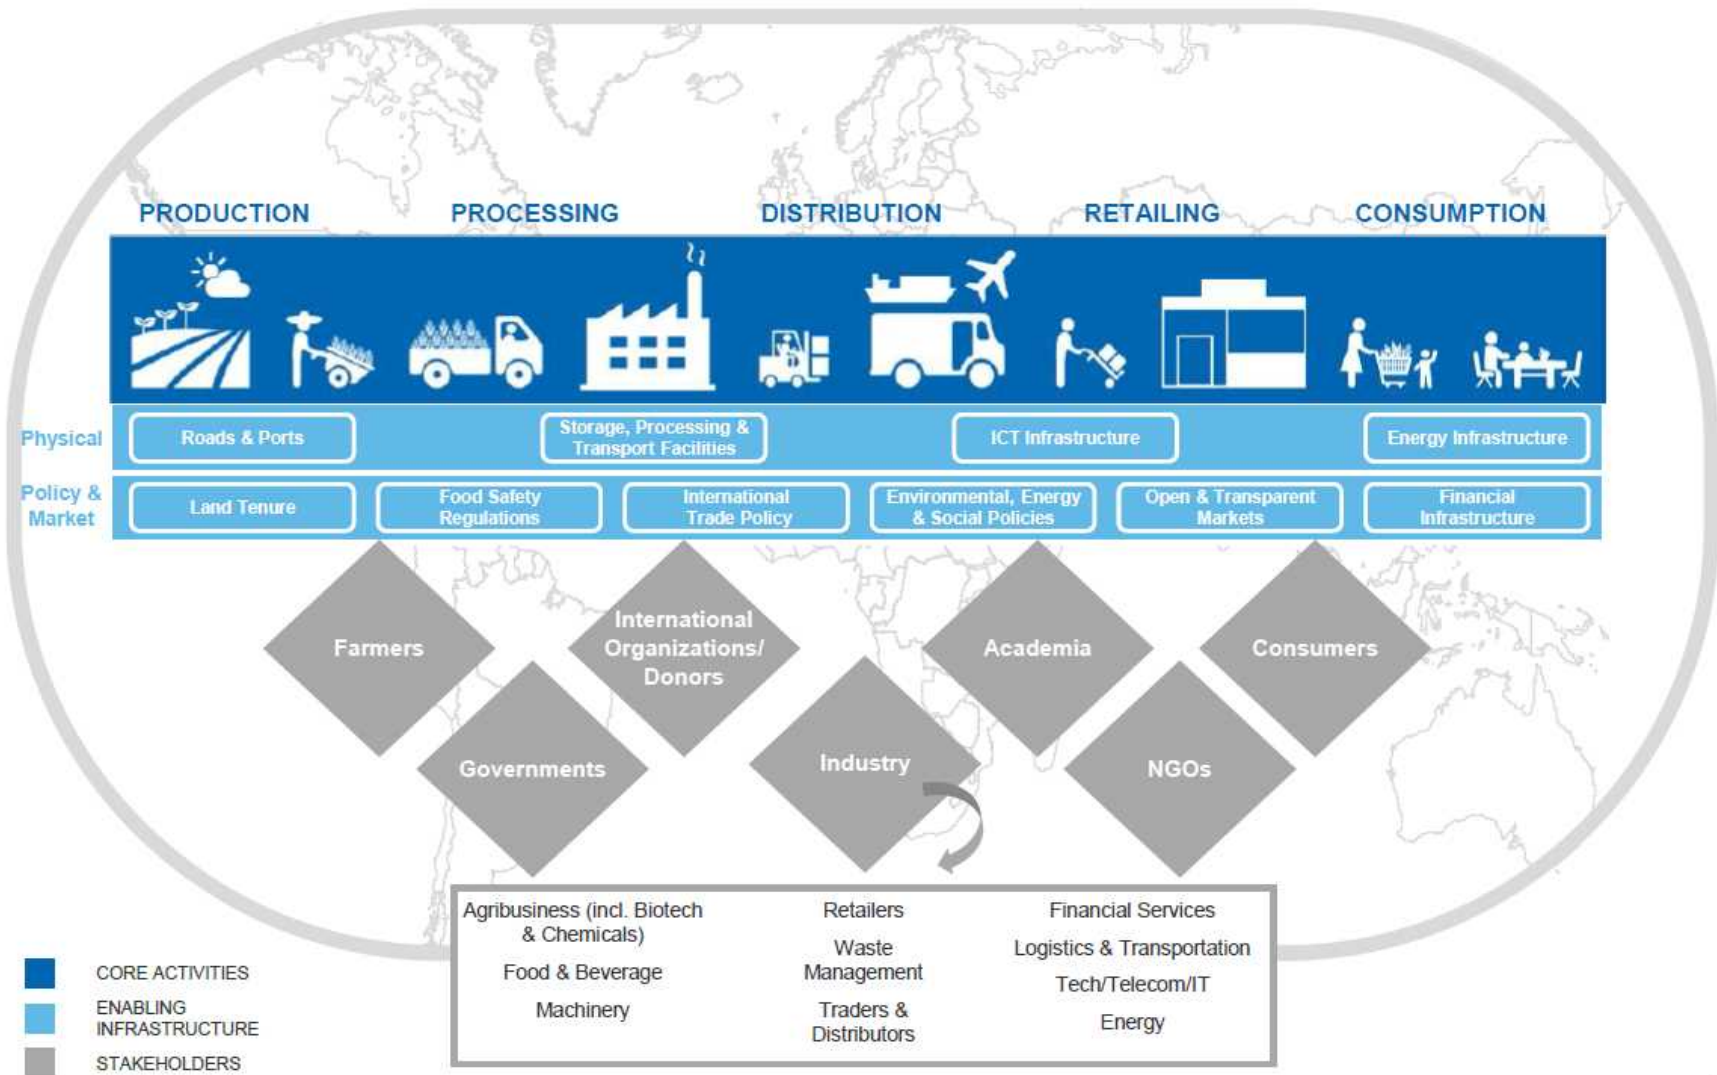 PRODUCTION
PROCESSING
DISTRIBUTION
RETAILING
CONSUMPTION
Physical
Roads & Ports
Storage, Processing &
Transport Facilities
ICT Infrastructure
Energy Infrastructure
Policy &
Market
Land Tenure
Food Safety
Regulations
International
Trade Policy
Environmental, Energy
& Social Policies
Open & Transparent
Markets
Financial
Infrastructure
Farmers
International
Organizations/
Donors
Academia
Consumers
Governments
Industry
NGOs
Agribusiness (incl. Biotech
& Chemicals)
Food & Beverage
Machinery
Retailers
Waste
Management
Traders &
Distributors
Financial Services
Logistics & Transportation
Tech/Telecom/IT
Energy
CORE ACTIVITIES
ENABLING
INFRASTRUCTURE
STAKEHOLDERS